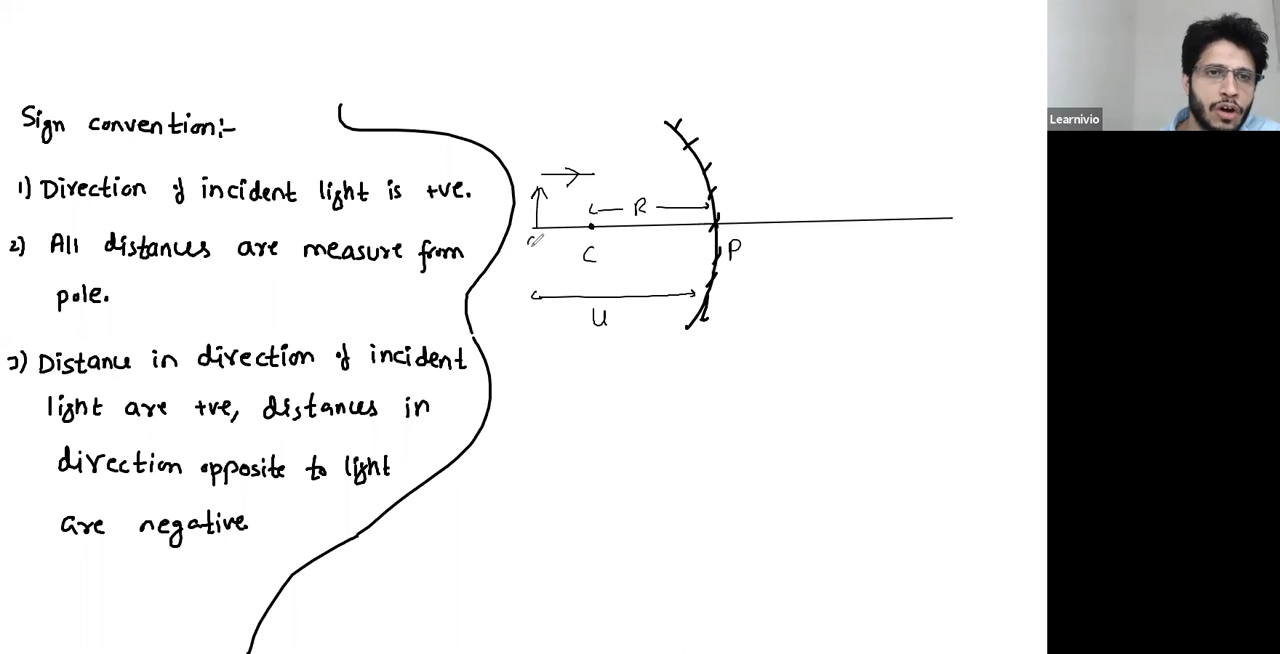 Sign convention:-
1) Direction of incident light is +ve.
2) All distances are measure from
pole.
3) Distance in direction of incident
light are +ve, distances in
direction opposite to light
are negative.
R
C
P
u
Learnivio